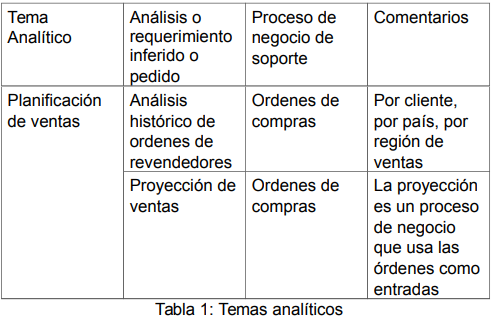 Tema
Analítico
Análisis o
requerimiento
inferido o
pedido
Proceso de
negocio de
soporte
Comentarios
Planificación
de ventas
Análisis
histórico de
ordenes de
revendedores
Ordenes de
compras
Por cliente,
por país, por
región de
ventas
Proyección de
ventas
Ordenes de
compras
La proyección
es un proceso
de negocio
que usa las
órdenes como
entradas
Tabla 1: Temas analíticos